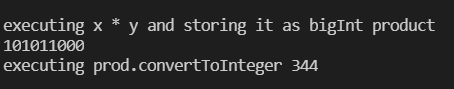 executing x * y and storing it as bigInt product
101011000
executing prod.convertToInteger 344